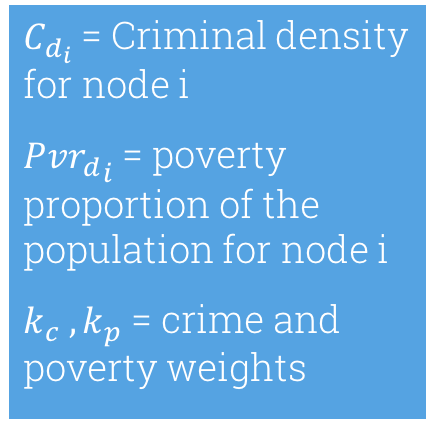 C_{d_i} = Criminal density
for node i
Pvr_{d_i} = poverty
proportion of the
population for node i
k_c , k_p = crime and
poverty weights